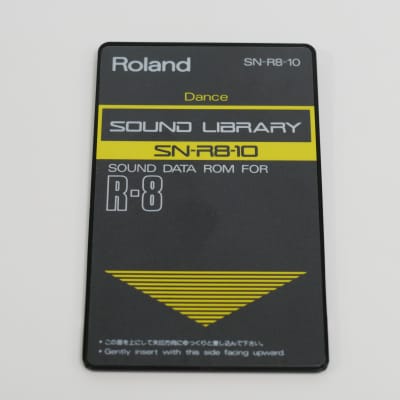 Roland SN-R8-10
Dance
SOUND LIBRARY
SN-R8-10
SOUND DATA ROM FOR
R-8
• この面を上にして矢印方向にゆっくりと差し込んで下さい。
• Gently insert with this side facing upward.